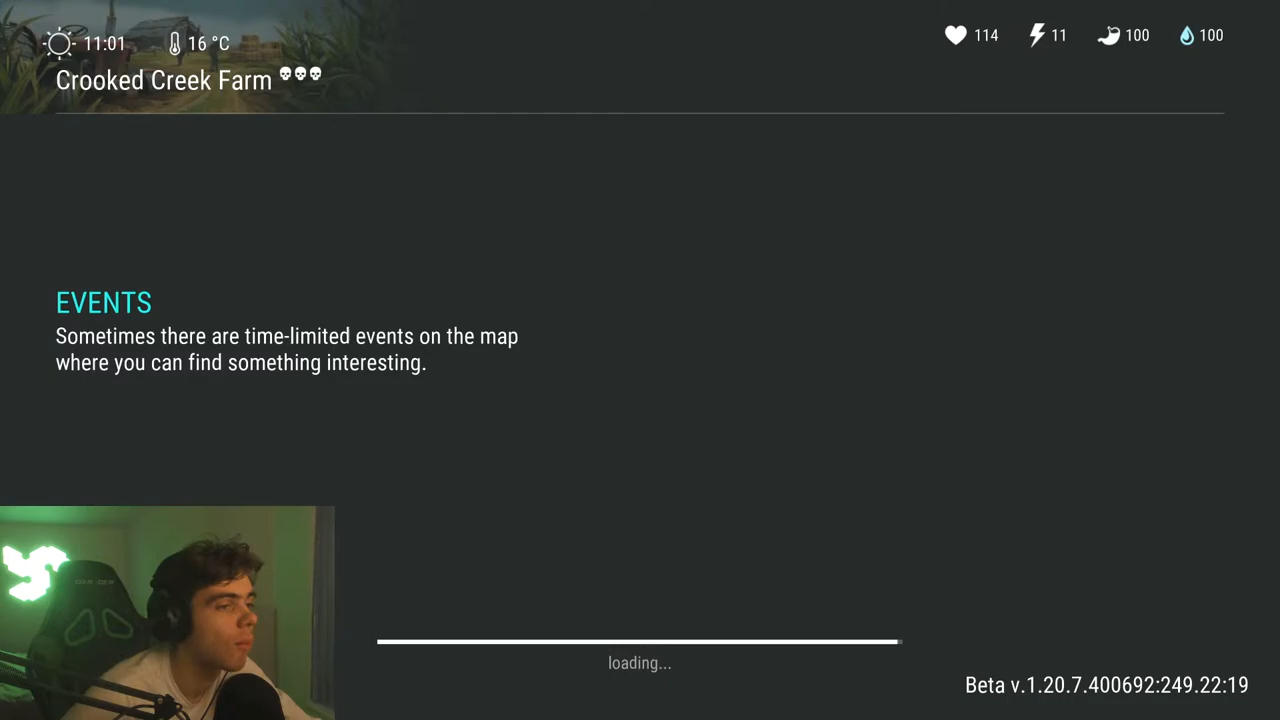 11:01 16 °C
114 11 100 100
Crooked Creek Farm
EVENTS
Sometimes there are time-limited events on the map
where you can find something interesting.
loading...
Beta v.1.20.7.400692:249.22:19